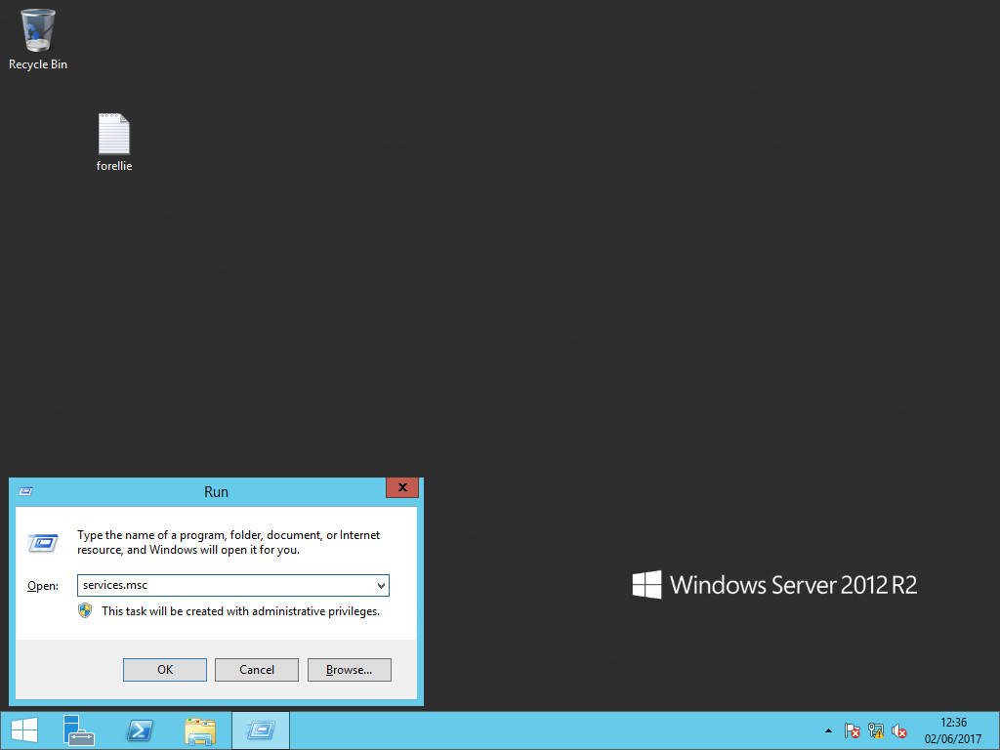 Recycle Bin
forellie
Run
Type the name of a program, folder, document, or Internet
resource, and Windows will open it for you.
Open:
services.msc
This task will be created with administrative privileges.
OK
Cancel
Browse...
Windows Server 2012 R2
12:36
02/06/2017